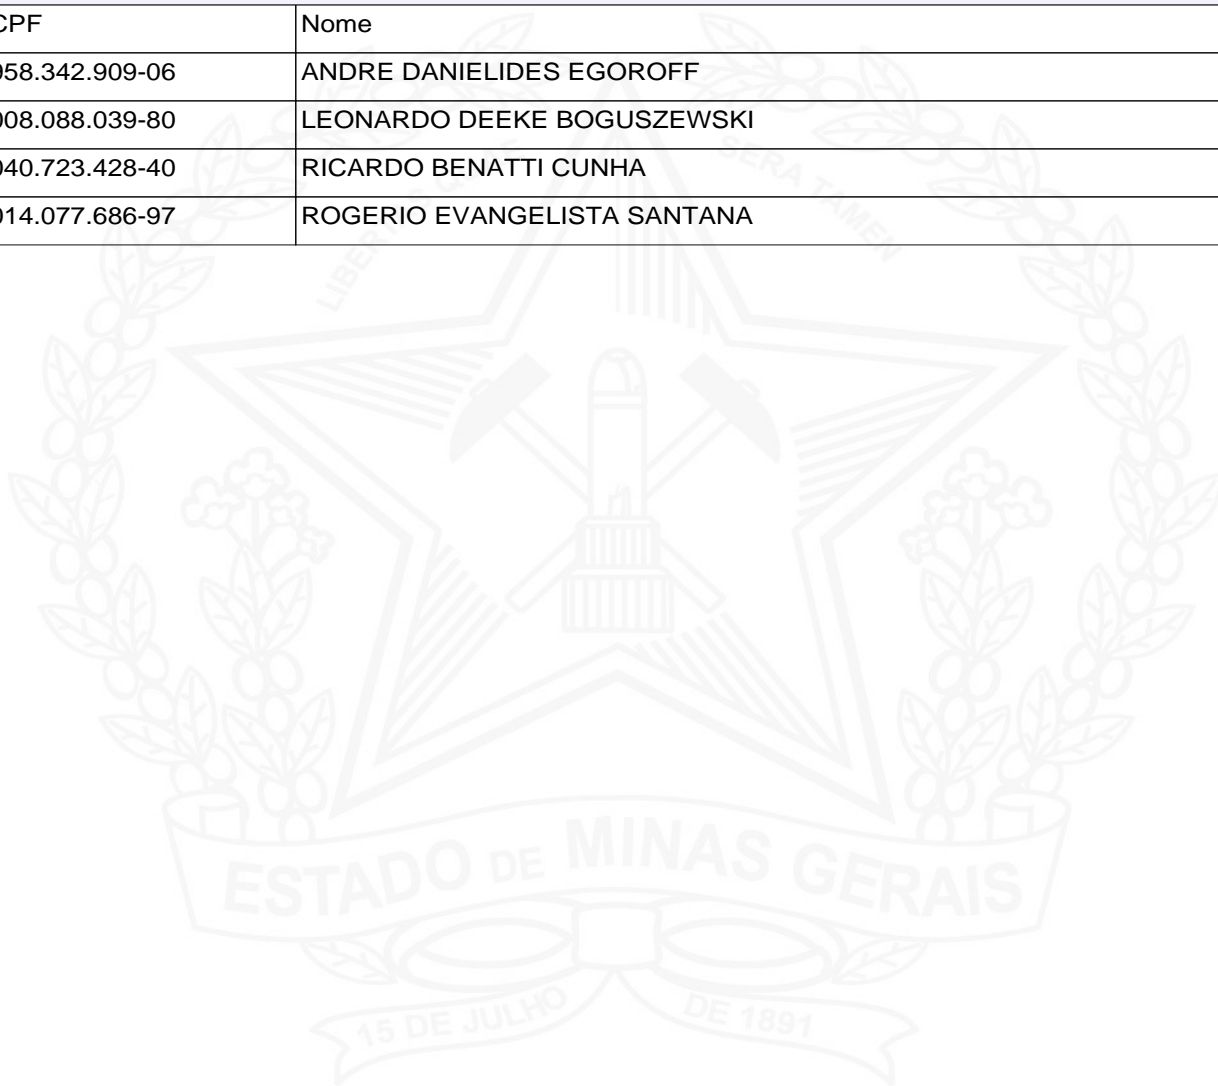 CPF Nome
958.342.909-06 ANDRE DANIELIDES EGOROFF
008.088.039-80 LEONARDO DEEKE BOGUSZEWSKI
040.723.428-40 RICARDO BENATTI CUNHA
014.077.686-97 ROGERIO EVANGELISTA SANTANA
LIBERTAS QUÆ SERA TAMEN
ESTADO DE MINAS GERAIS
15 DE JULHO DE 1891